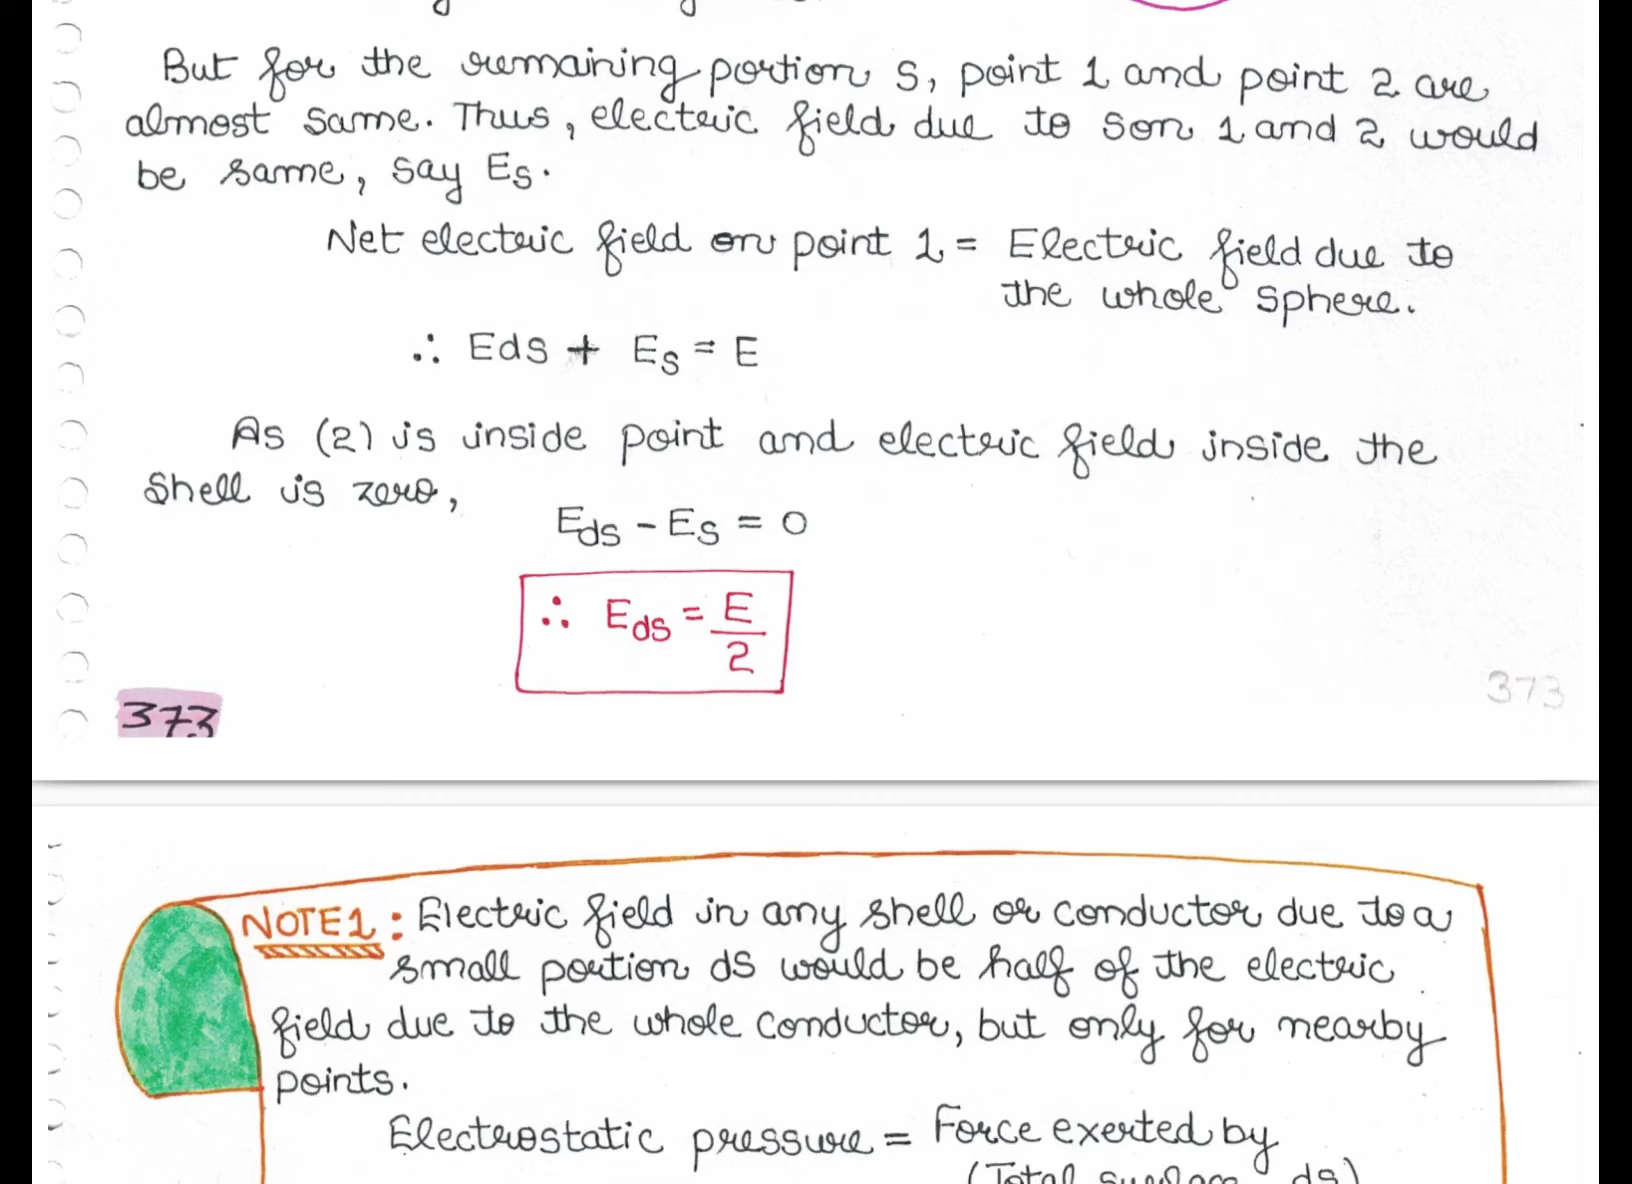 But for the remaining portion S, point 1 and point 2 are
almost same. Thus, electric field due to S on 1 and 2 would
be same, say Es.
Net electric field on point 1 = Electric field due to
the whole sphere.
∴ Eds + Es = E
As (2) is inside point and electric field inside the
shell is zero,
Eds - Es = 0
∴ Eds = E/2
373
373
NOTE1: Electric field in any shell or conductor due to a
small portion ds would be half of the electric
field due to the whole conductor, but only for nearby
points.
Electrostatic pressure = Force exerted by
(Total ds)